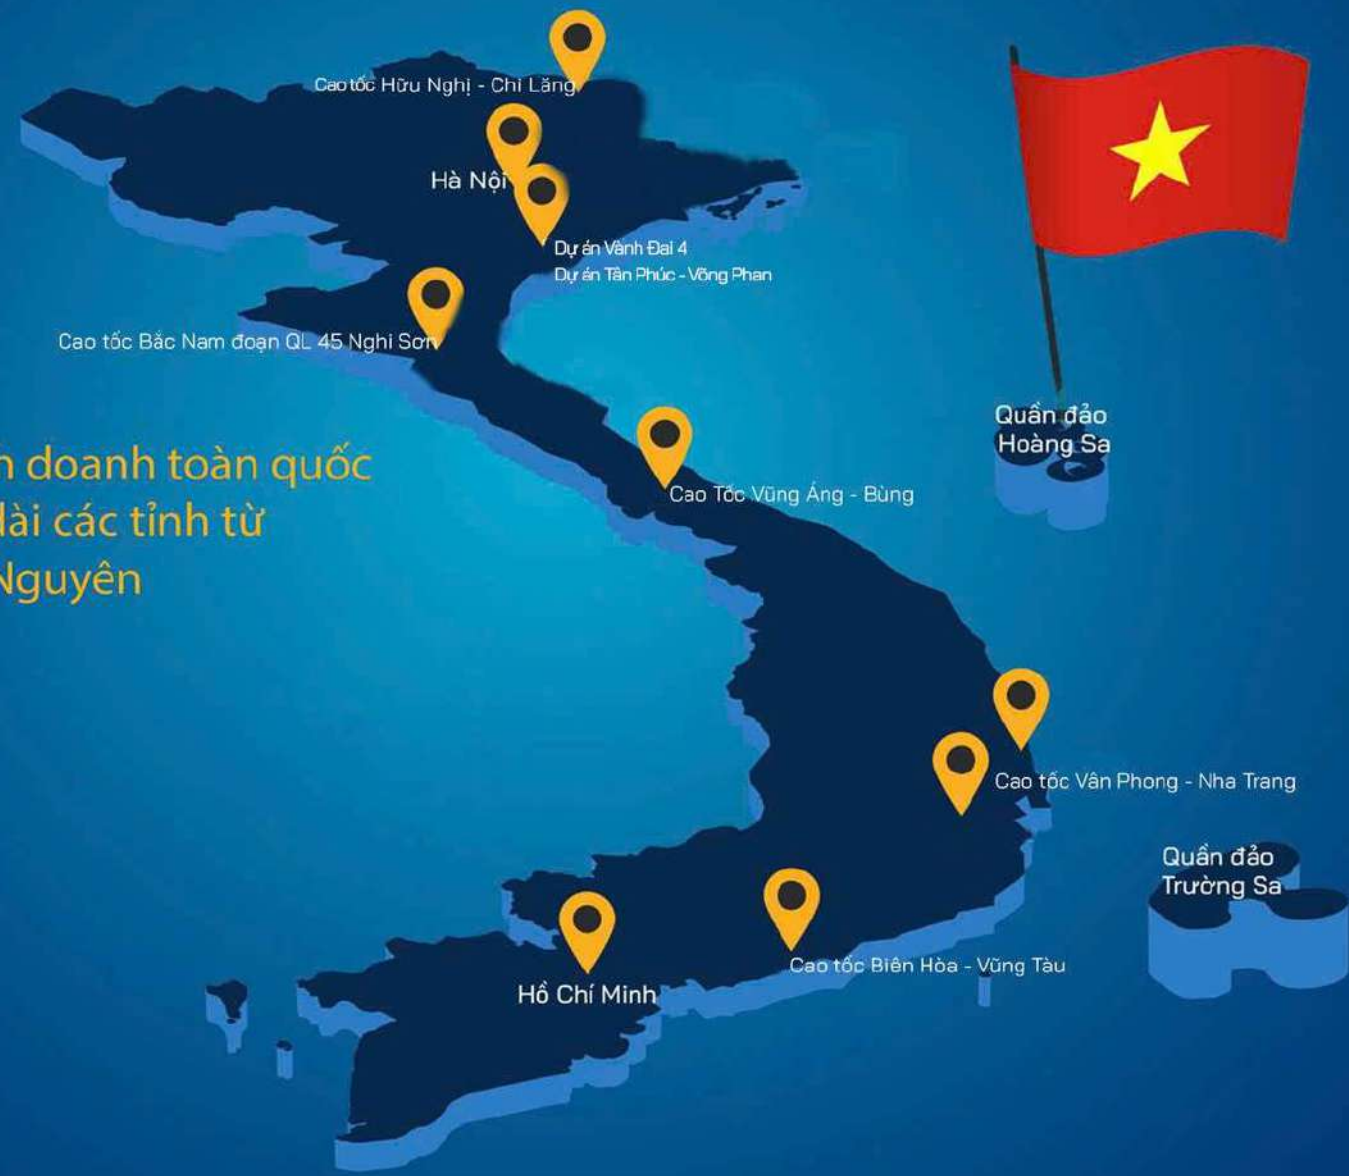 Cao tốc Hữu Nghị - Chi Lăng
Hà Nội
Dự án Vành Đai 4
Dự án Tân Phúc - Võng Phan
Cao tốc Bắc Nam đoạn QL 45 Nghi Sơn
Quần đảo
Hoàng Sa
doanh toàn quốc
các tỉnh từ
Nguyên
Cao Tốc Vũng Áng - Bùng
Cao tốc Vân Phong - Nha Trang
Quần đảo
Trường Sa
Cao tốc Biên Hòa - Vũng Tàu
Hồ Chí Minh